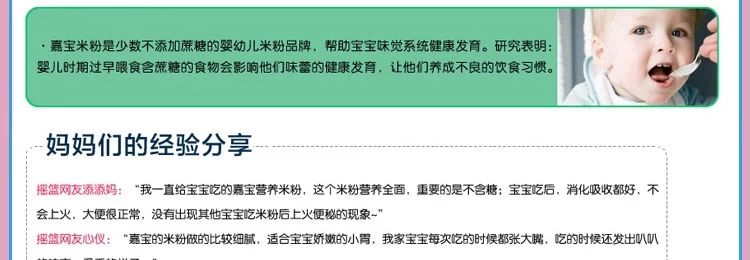 ·嘉宝米粉是少数不添加蔗糖的婴幼儿米粉品牌，帮助宝宝味觉系统健康发育。研究表明：
婴儿时期过早喂食含蔗糖的食物会影响他们味蕾的健康发育，让他们养成不良的饮食习惯。
妈妈们的经验分享
摇篮网友添添妈：“我一直给宝宝吃的嘉宝营养米粉，这个米粉营养全面，重要的是不含糖；宝宝吃后，消化吸收都好，不
会上火，大便很正常，没有出现其他宝宝吃米粉后上火便秘的现象~”
摇篮网友心仪：“嘉宝的米粉做的比较细腻，适合宝宝娇嫩的小胃，我家宝宝每次吃的时候都张大嘴，吃的时候还发出叭叭